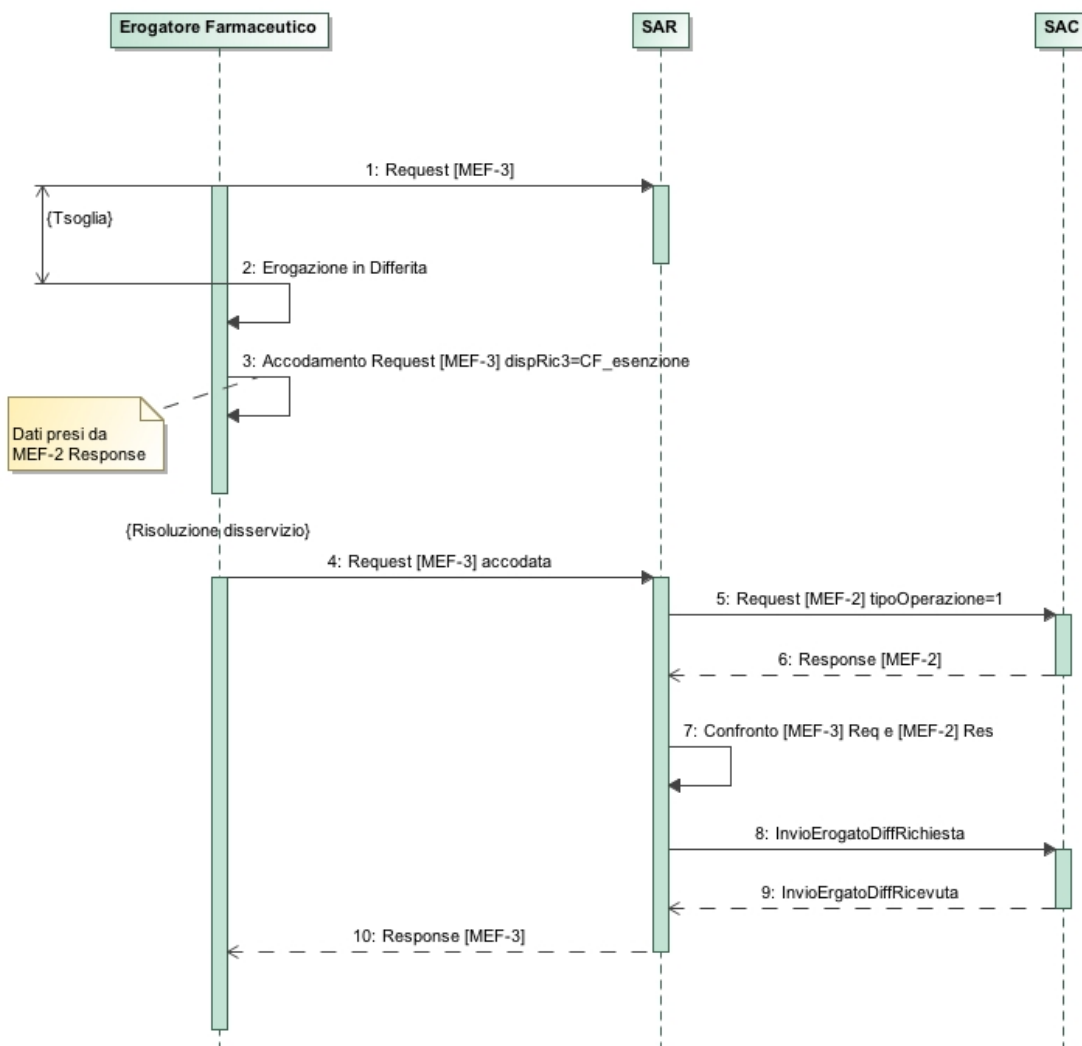 Erogatore Farmaceutico
SAR
SAC
1: Request [MEF-3]
{Tsoglia}
2: Erogazione in Differita
3: Accodamento Request [MEF-3] dispRic3=CF_esenzione
Dati presi da
MEF-2 Response
{Risoluzione disservizio}
4: Request [MEF-3] accodata
5: Request [MEF-2] tipoOperazione=1
6: Response [MEF-2]
7: Confronto [MEF-3] Req e [MEF-2] Res
8: InvioErogatoDiffRichiesta
9: InvioErgatoDiffRicevuta
10: Response [MEF-3]